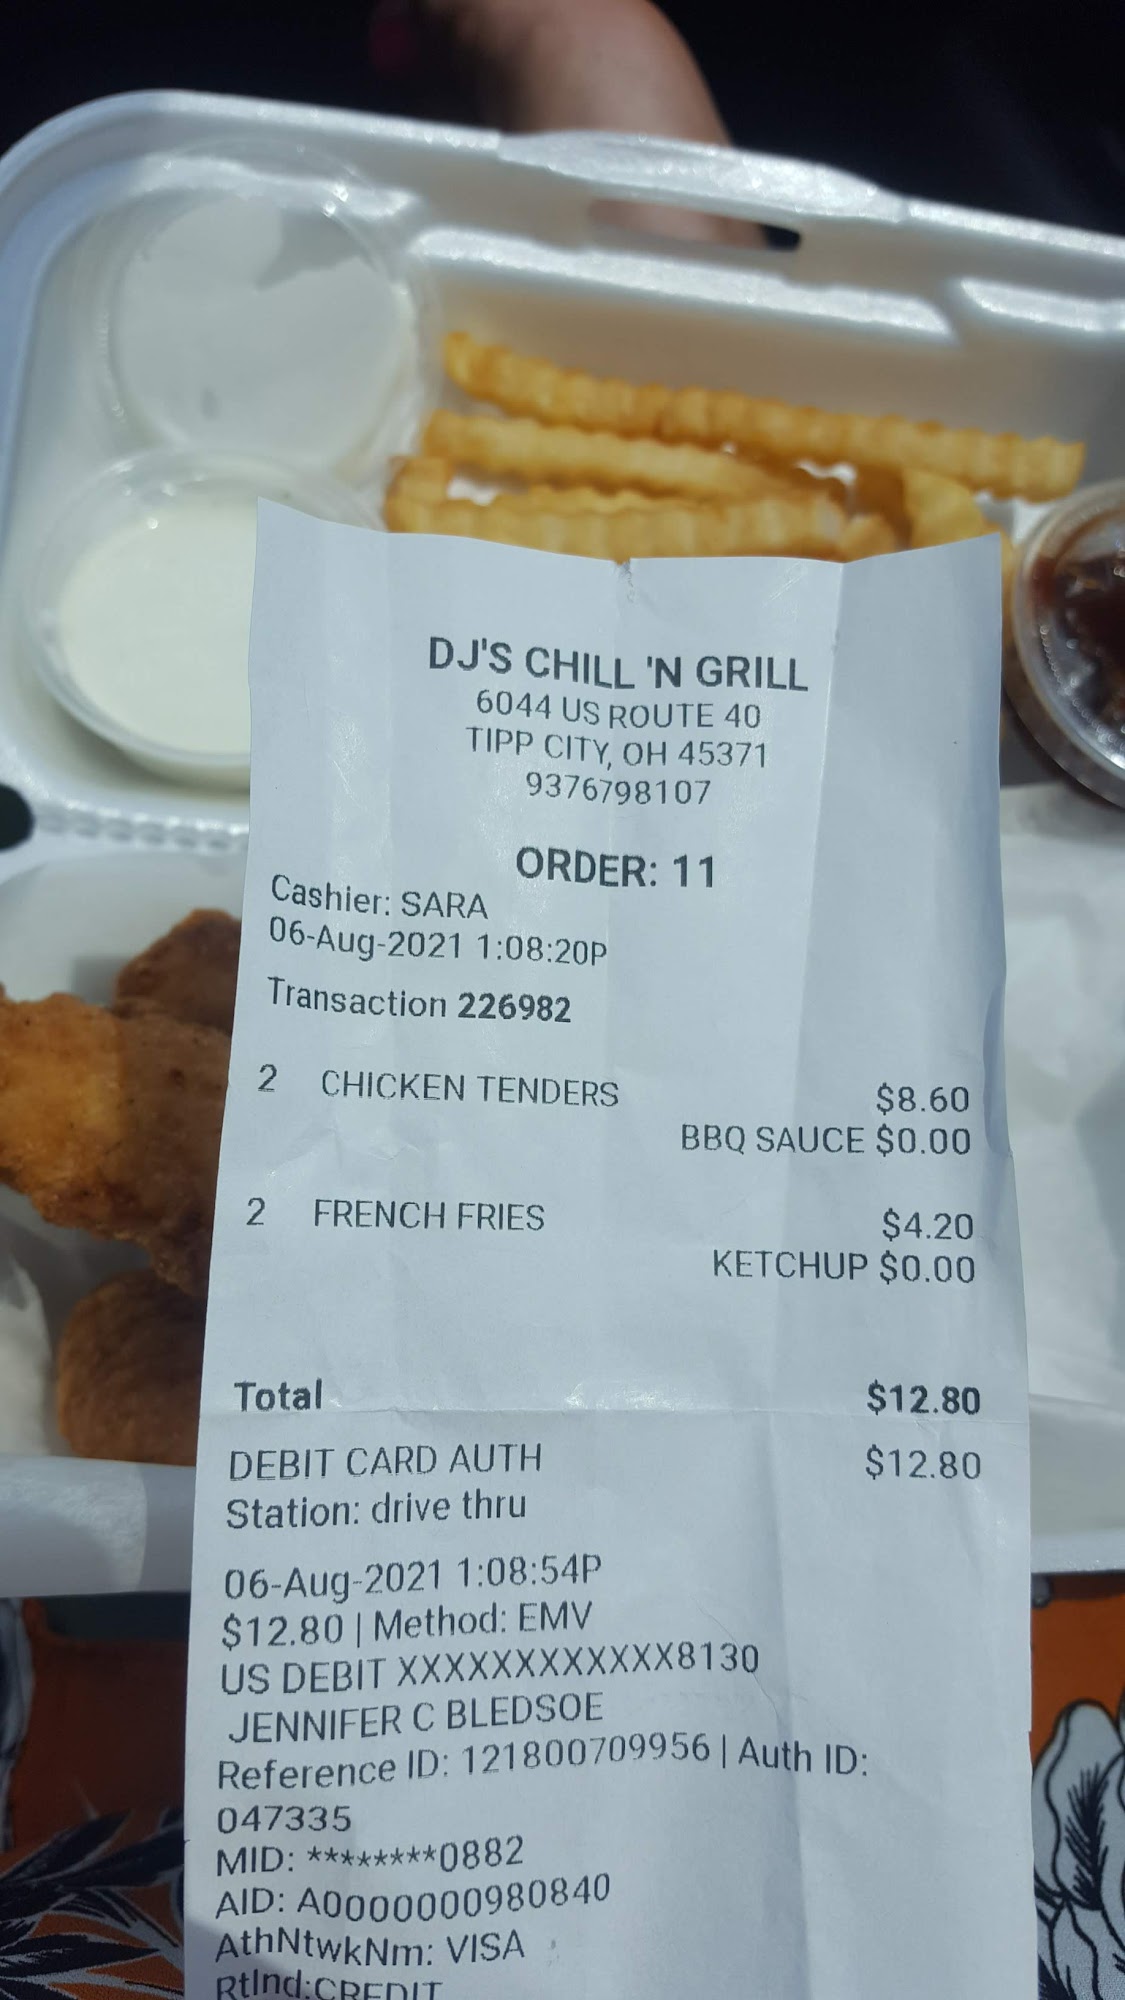 DJ'S CHILL 'N GRILL
6044 US ROUTE 40
TIPP CITY, OH 45371
9376798107
ORDER: 11
Cashier: SARA
06-Aug-2021 1:08:20P
Transaction 226982
2 CHICKEN TENDERS $8.60
BBQ SAUCE $0.00
2 FRENCH FRIES $4.20
KETCHUP $0.00
Total $12.80
DEBIT CARD AUTH $12.80
Station: drive thru
06-Aug-2021 1:08:54P
$12.80 | Method: EMV
US DEBIT XXXXXXXXXXXX8130
JENNIFER C BLEDSOE
Reference ID: 121800709956 | Auth ID:
047335
MID: ********0882
AID: A0000000980840
AthNtwkNm: VISA
RtInd:CREDIT